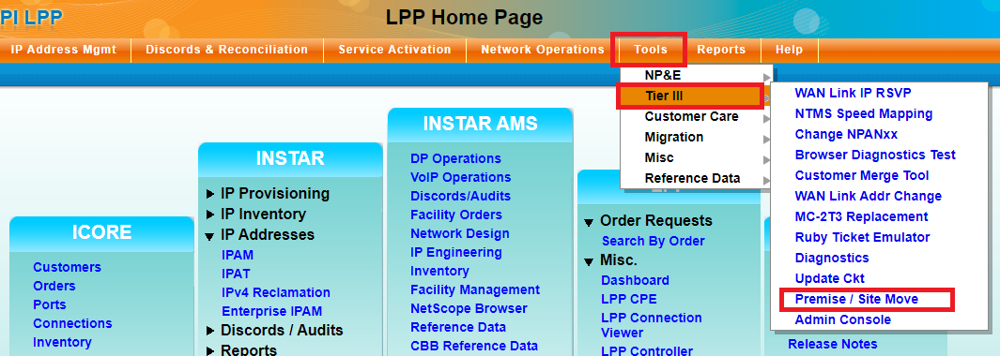 PI LPP
LPP Home Page
IP Address Mgmt
Discords & Reconciliation
Service Activation
Network Operations
Tools
Reports
Help
NP&E
Tier III
Customer Care
Migration
Misc
Reference Data
WAN Link IP RSVP
NTMS Speed Mapping
Change NPANxx
Browser Diagnostics Test
Customer Merge Tool
WAN Link Addr Change
MC-2T3 Replacement
Ruby Ticket Emulator
Diagnostics
Update Ckt
Premise / Site Move
Admin Console
Release Notes
ICORE
Customers
Orders
Ports
Connections
Inventory
INSTAR
IP Provisioning
IP Inventory
IP Addresses
IPAM
IPAT
IPv4 Reclamation
Enterprise IPAM
Discords / Audits
Reports
INSTAR AMS
DP Operations
VoIP Operations
Discords/Audits
Facility Orders
Network Design
IP Engineering
Inventory
Facility Management
NetScope Browser
Reference Data
CBB Reference Data
Order Requests
Search By Order
Misc.
Dashboard
LPP CPE
LPP Connection
Viewer
LPP Controller